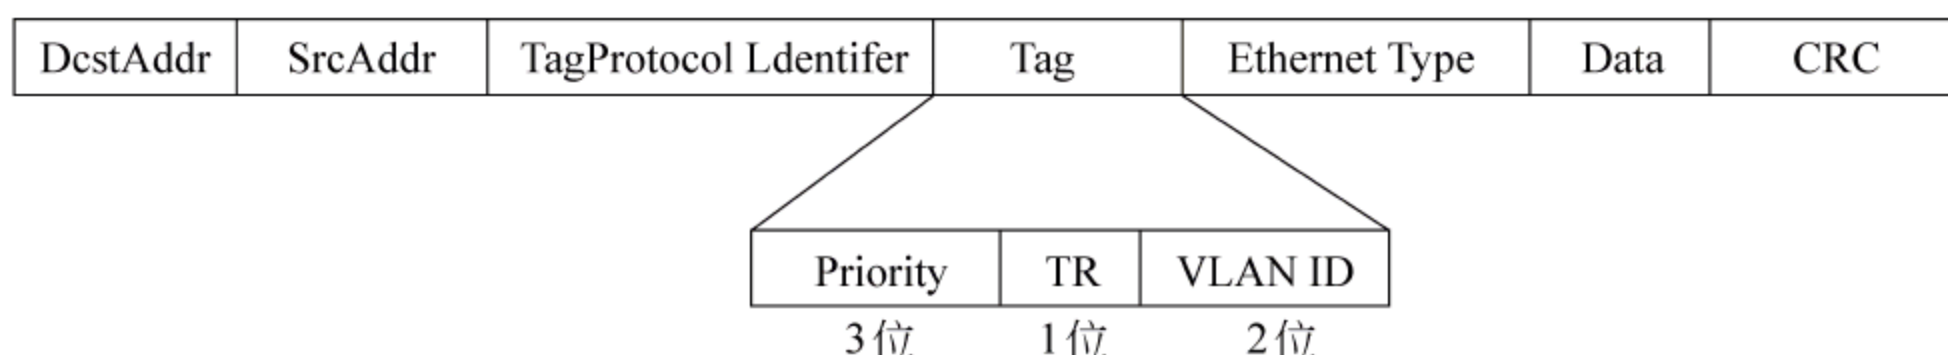 DcstAddr SrcAddr TagProtocol Ldentifer Tag Ethernet Type Data CRC
Priority TR VLAN ID
3位 1位 2位